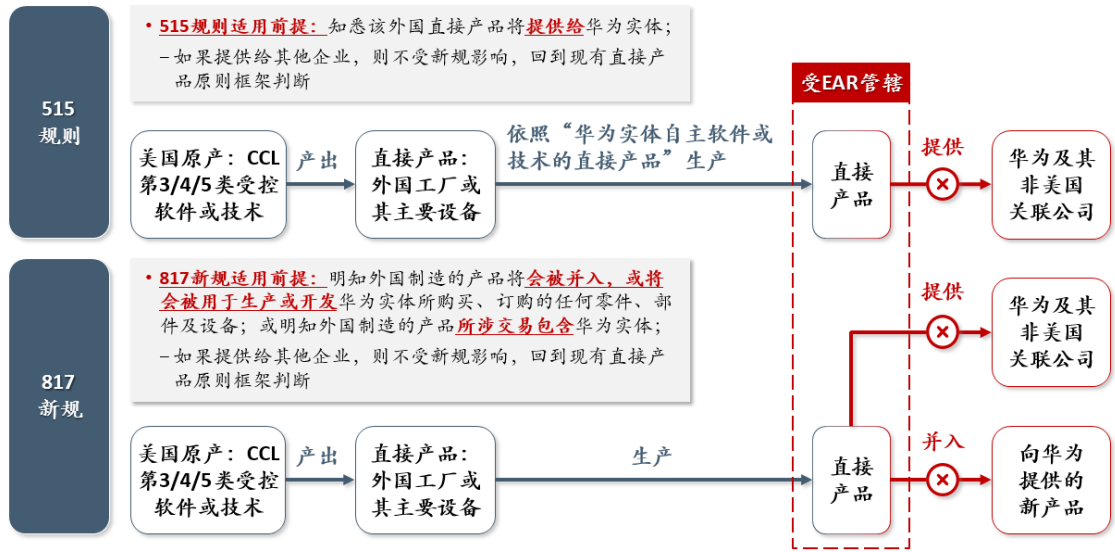 515
规则
• 515规则适用前提：知悉该外国直接产品将提供给华为实体；
– 如果提供给其他企业，则不受新规影响，回到现有直接产
品原则框架判断
受EAR管辖
美国原产：CCL
第3/4/5类受控
软件或技术
产出
直接产品：
外国工厂或
其主要设备
依照“华为实体自主软件或
技术的直接产品”生产
直接
产品
提供
华为及其
非美国
关联公司
817
新规
• 817新规适用前提：明知外国制造的产品将会被并入，或将
会被用于生产或开发华为实体所购买、订购的任何零件、部
件及设备；或明知外国制造的产品所涉交易包含华为实体；
– 如果提供给其他企业，则不受新规影响，回到现有直接产
品原则框架判断
提供
华为及其
非美国
关联公司
美国原产：CCL
第3/4/5类受控
软件或技术
产出
直接产品：
外国工厂或
其主要设备
生产
直接
产品
并入
向华为
提供的
新产品